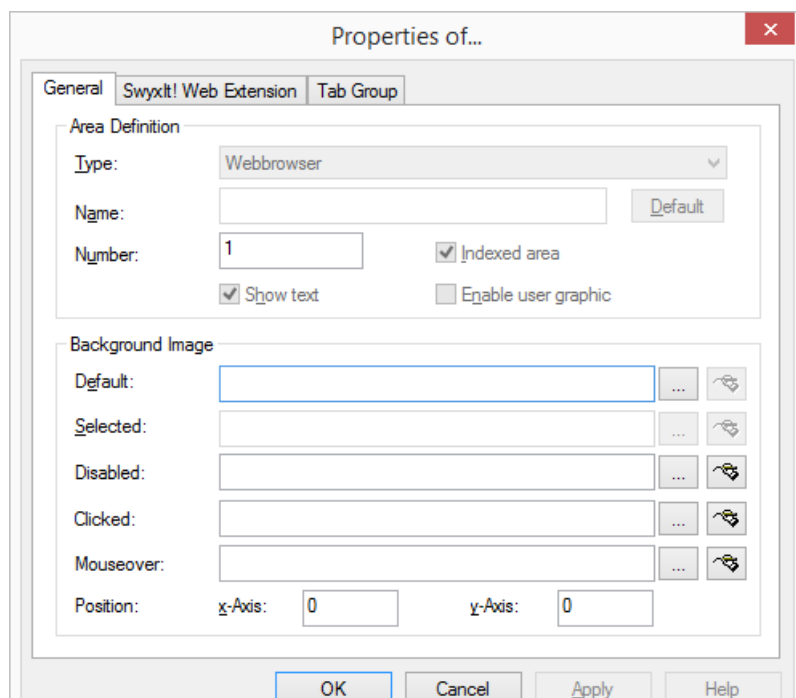 Properties of...
General SwyxIt! Web Extension Tab Group
Area Definition
Type: Webbrowser
Name: Default
Number: 1 Indexed area
Show text Enable user graphic
Background Image
Default: ...
Selected: ...
Disabled: ...
Clicked: ...
Mouseover: ...
Position: x-Axis: 0 y-Axis: 0
OK Cancel Apply Help